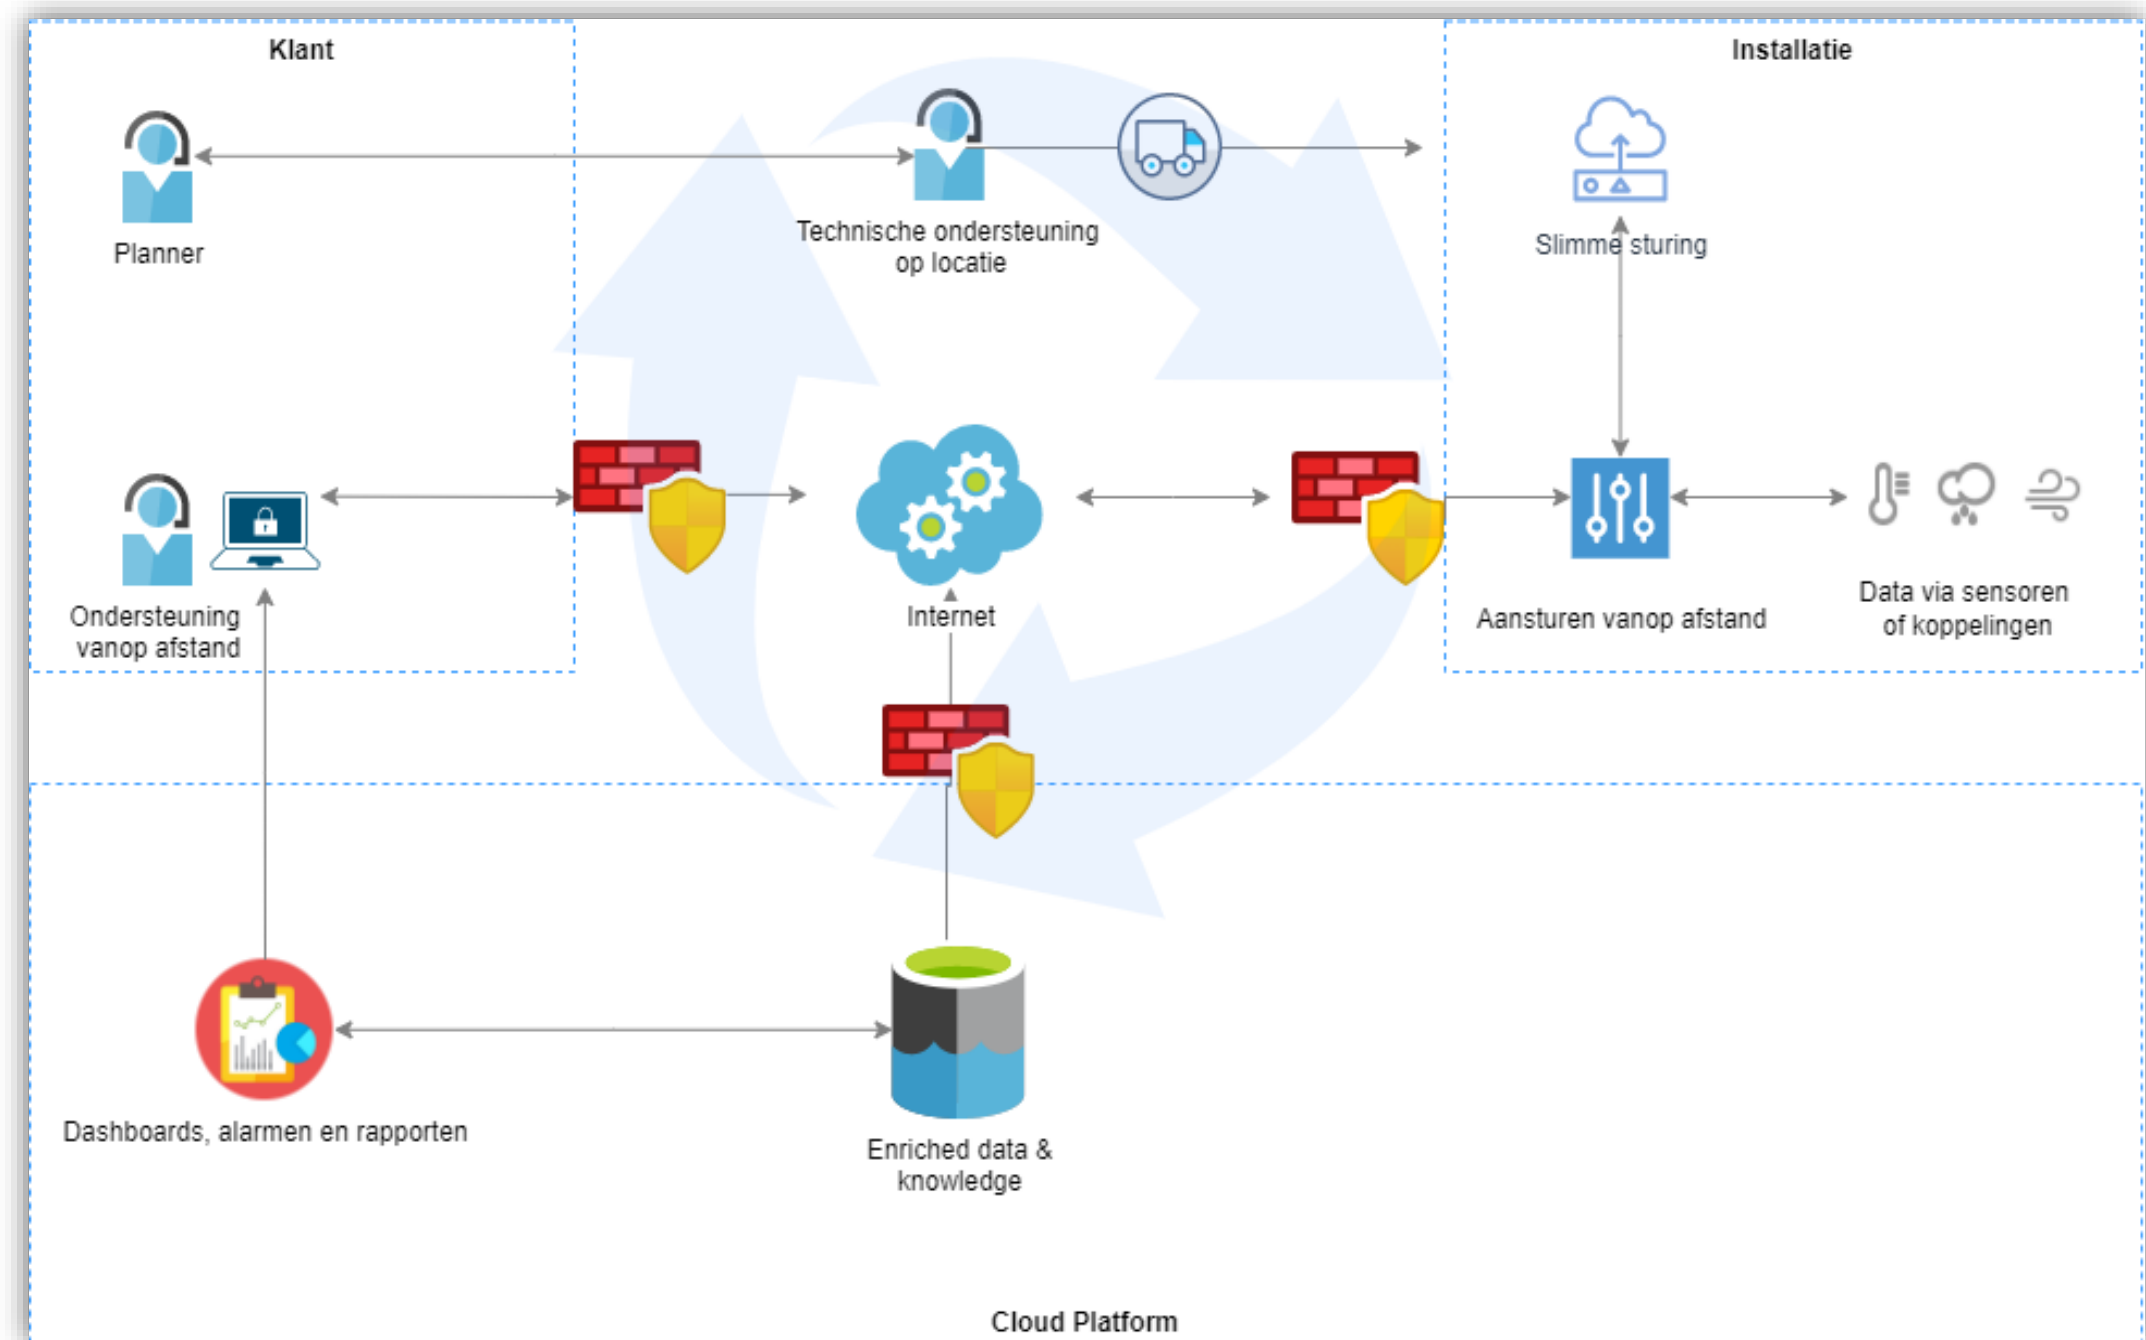 Klant
Installatie
Planner
Technische ondersteuning
op locatie
Slimme sturing
Ondersteuning
vanop afstand
Internet
Aansturen vanop afstand
Data via sensoren
of koppelingen
Dashboards, alarmen en rapporten
Enriched data &
knowledge
Cloud Platform